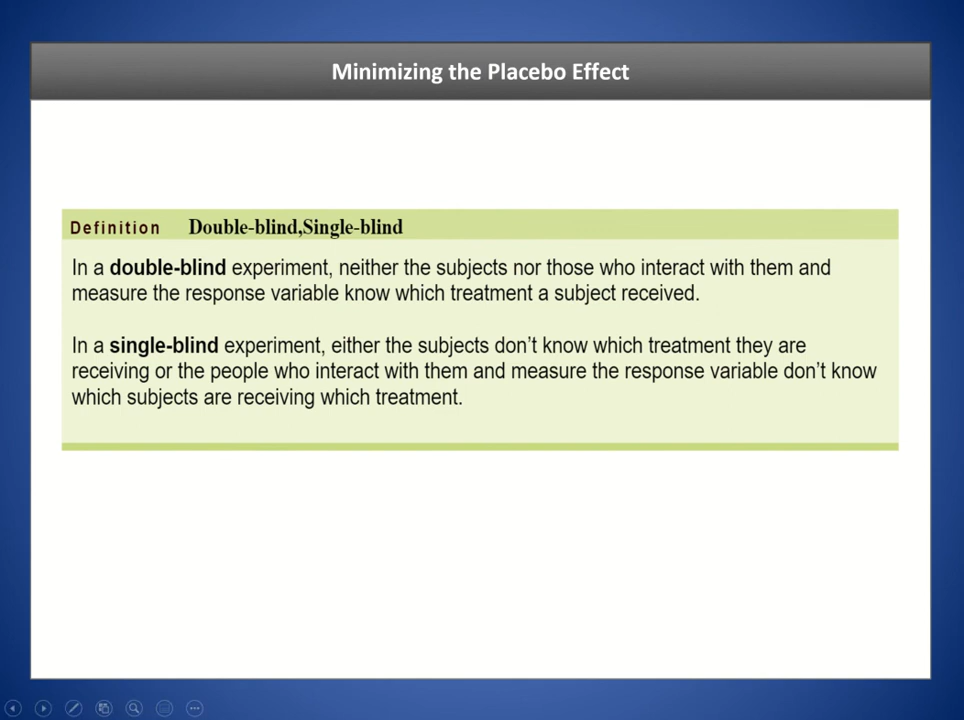 Minimizing the Placebo Effect
Definition Double-blind,Single-blind
In a double-blind experiment, neither the subjects nor those who interact with them and
measure the response variable know which treatment a subject received.
In a single-blind experiment, either the subjects don't know which treatment they are
receiving or the people who interact with them and measure the response variable don't know
which subjects are receiving which treatment.